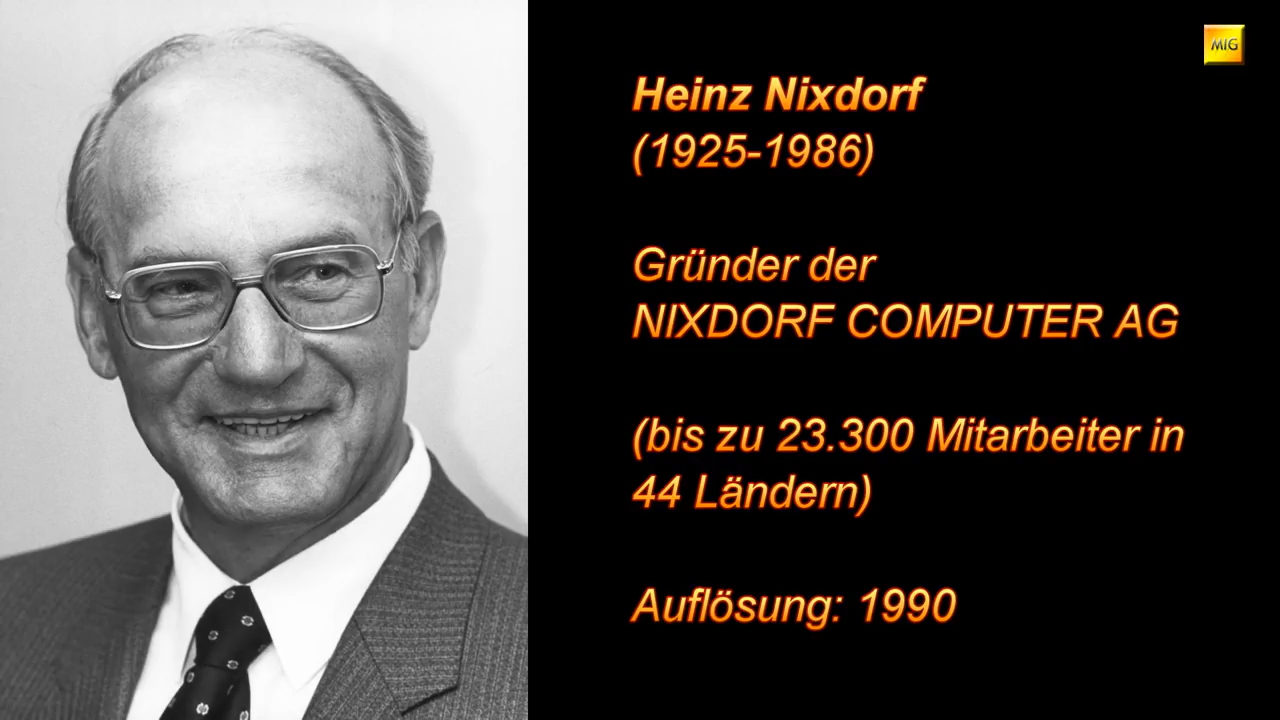 MIG
Heinz Nixdorf
(1925-1986)
Gründer der
NIXDORF COMPUTER AG
(bis zu 23.300 Mitarbeiter in
44 Ländern)
Auflösung: 1990